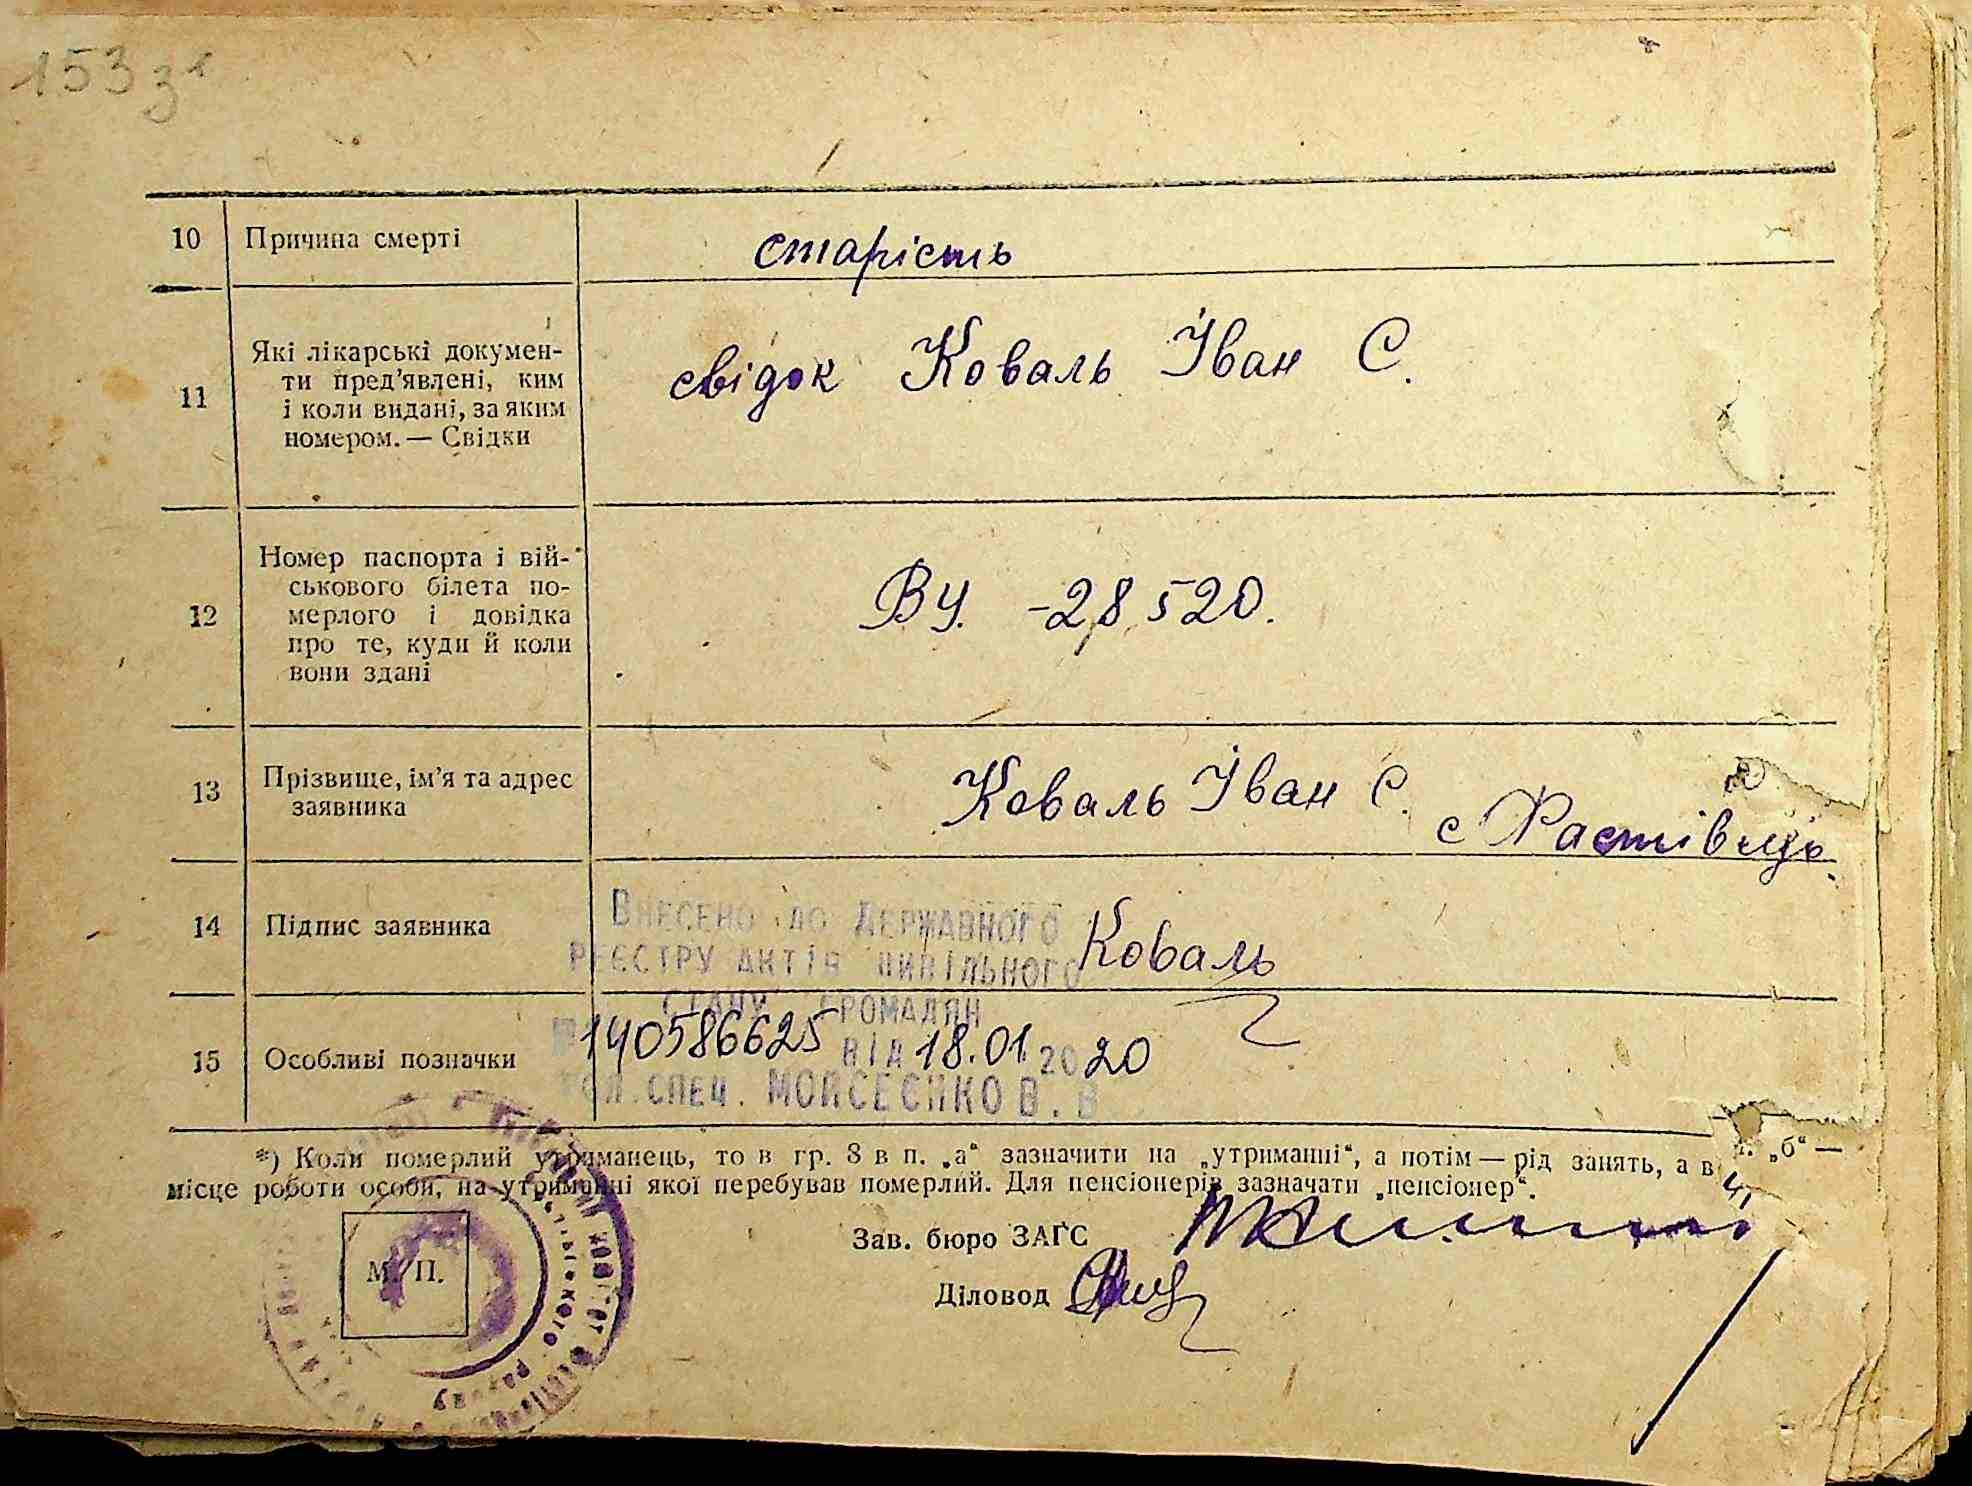 153 зв
10 Причина смерті
старість
11 Які лікарські докумен-
ти пред'явлені, ким
і коли видані, за яким
номером. — Свідки
свідок Коваль Іван С.
12 Номер паспорта і вій-
ськового білета по-
мерлого і довідка
про те, куди й коли
вони здані
ВУ. -28520.
13 Прізвище, ім'я та адрес
заявника
Коваль Іван С.
с Фастівець.
14 Підпис заявника
Коваль
ВНЕСЕНО ДО ДЕРЖАВНОГО
РЕЄСТРУ АКТІВ ЦИВІЛЬНОГО
СТАНУ ГРОМАДЯН
15 Особливі позначки
140586625 ВІД 18.01.2020
ГОЛ. СПЕЦ. МОЙСЕЄНКО В. В
*) Коли померлий утриманець, то в гр. 8 в п. „а“ зазначити на „утриманні“, а потім — рід занять, а в п. „б“ —
місце роботи особи, на утриманні якої перебував померлий. Для пенсіонерів зазначати „пенсіонер“.
Зав. бюро ЗАГС
Діловод
М. П.
району